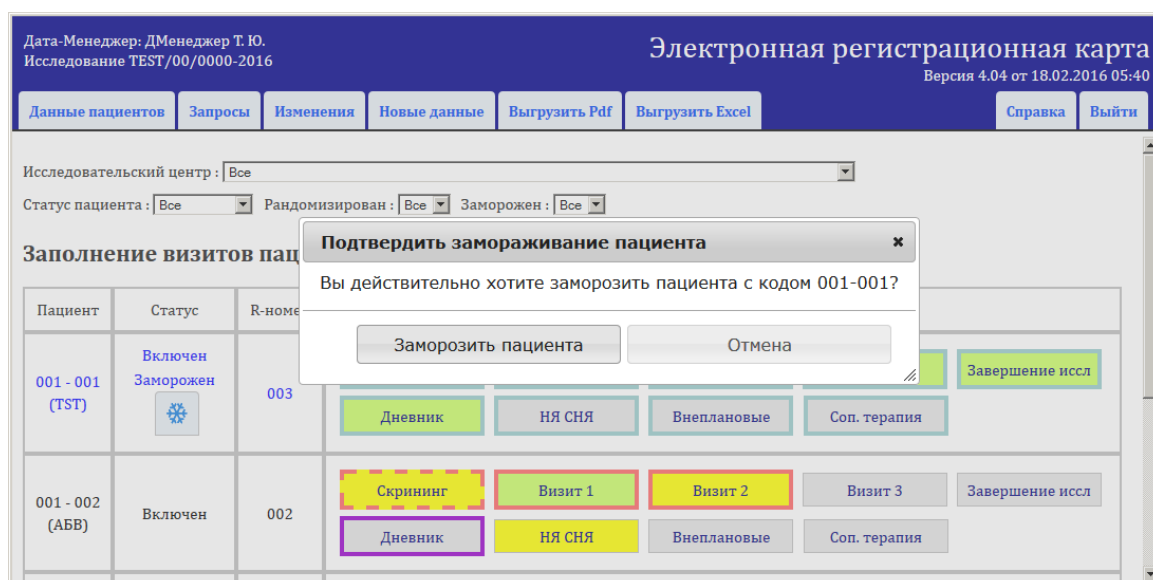 Дата-Менеджер: ДМенеджер Т. Ю.
Исследование TEST/00/0000-2016
Электронная регистрационная карта
Версия 4.04 от 18.02.2016 05:40
Данные пациентов Запросы Изменения Новые данные Выгрузить Pdf Выгрузить Excel Справка Выйти
Исследовательский центр : Все
Статус пациента : Все Рандомизирован : Все Заморожен : Все
Заполнение визитов пац
Подтвердить замораживание пациента
Вы действительно хотите заморозить пациента с кодом 001-001?
Заморозить пациента Отмена
Пациент Статус R-номе
001 - 001
(TST)
Включен
Заморожен
003
Завершение иссл
Дневник НЯ СНЯ Внеплановые Соп. терапия
001 - 002
(АБВ)
Включен
002
Скрининг Визит 1 Визит 2 Визит 3 Завершение иссл
Дневник НЯ СНЯ Внеплановые Соп. терапия